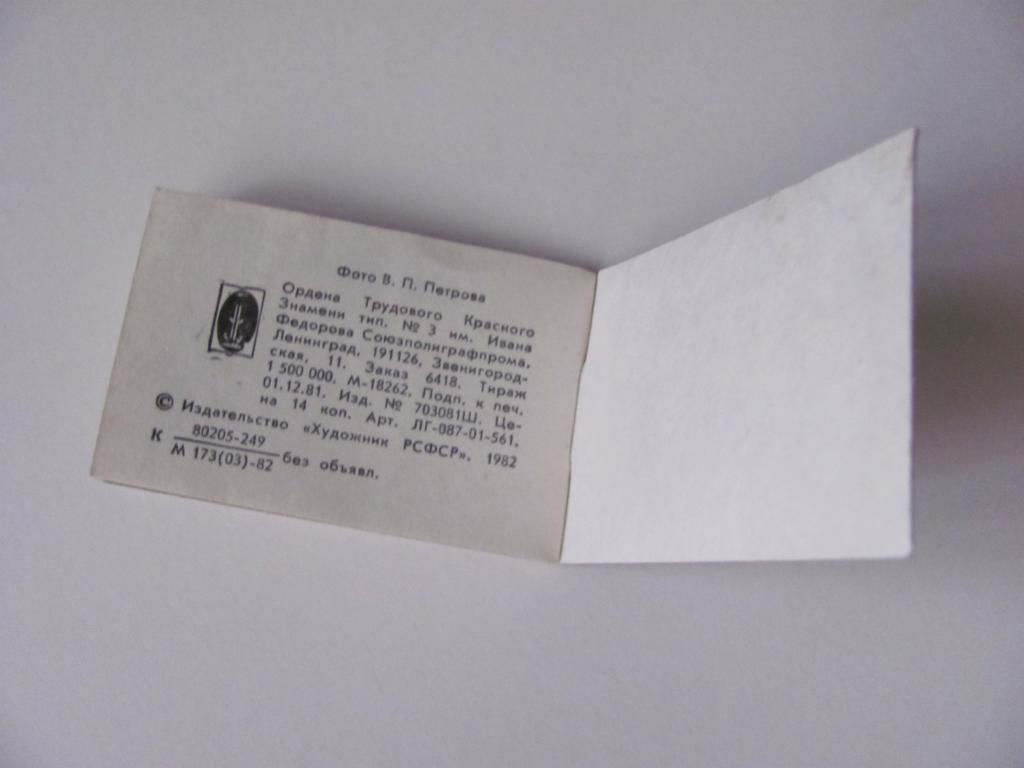 Фото В. П. Петрова
Ордена Трудового Красного
Знамени тип. № 3 им. Ивана
Федорова Союзполиграфпрома,
Ленинград, 191126, Звенигород-
ская, 11. Заказ 6418. Тираж
1 500 000. М-18262. Подп. к печ.
01.12.81. Изд. № 703081Ш. Це-
на 14 коп. Арт. ЛГ-087-01-561.
© Издательство «Художник РСФСР». 1982
К 80205-249
М 173(03)-82 без объявл.